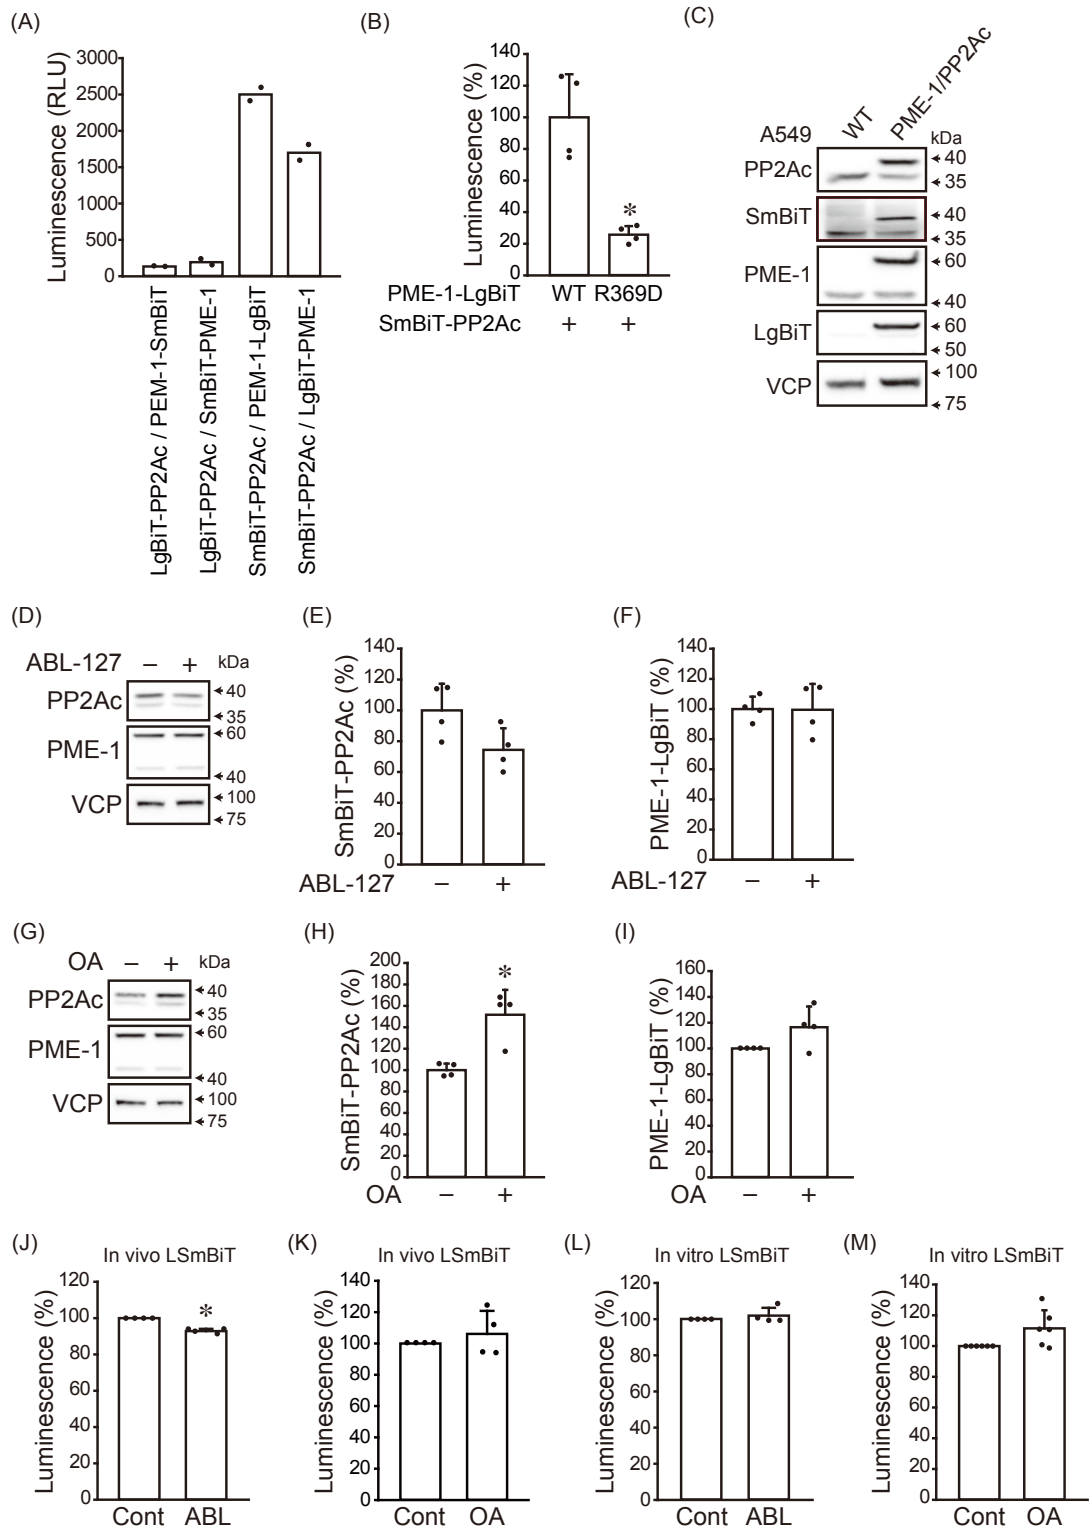 (A)
Luminescence (RLU)
3000
2500
2000
1500
1000
500
0
LgBiT-PP2Ac / PEM-1-SmBiT
LgBiT-PP2Ac / SmBiT-PME-1
SmBiT-PP2Ac / PEM-1-LgBiT
SmBiT-PP2Ac / LgBiT-PME-1
(B)
Luminescence (%)
140
120
100
80
60
40
20
0
*
PME-1-LgBiT WT R369D
SmBiT-PP2Ac + +
(C)
A549 WT PME-1/PP2Ac kDa
PP2Ac 40
35
SmBiT 40
35
PME-1 60
40
LgBiT 60
50
VCP 100
75
(D)
ABL-127 − + kDa
PP2Ac 40
35
PME-1 60
40
VCP 100
75
(E)
SmBiT-PP2Ac (%)
140
120
100
80
60
40
20
0
ABL-127 − +
(F)
PME-1-LgBiT (%)
140
120
100
80
60
40
20
0
ABL-127 − +
(G)
OA − + kDa
PP2Ac 40
35
PME-1 60
40
VCP 100
75
(H)
SmBiT-PP2Ac (%)
200
180
160
140
120
100
80
60
40
20
0
*
OA − +
(I)
PME-1-LgBiT (%)
160
140
120
100
80
60
40
20
0
OA − +
(J)
In vivo LSmBiT
Luminescence (%)
120
100
80
60
40
20
0
*
Cont ABL
(K)
In vivo LSmBiT
Luminescence (%)
140
120
100
80
60
40
20
0
Cont OA
(L)
In vitro LSmBiT
Luminescence (%)
120
100
80
60
40
20
0
Cont ABL
(M)
In vitro LSmBiT
Luminescence (%)
140
120
100
80
60
40
20
0
Cont OA